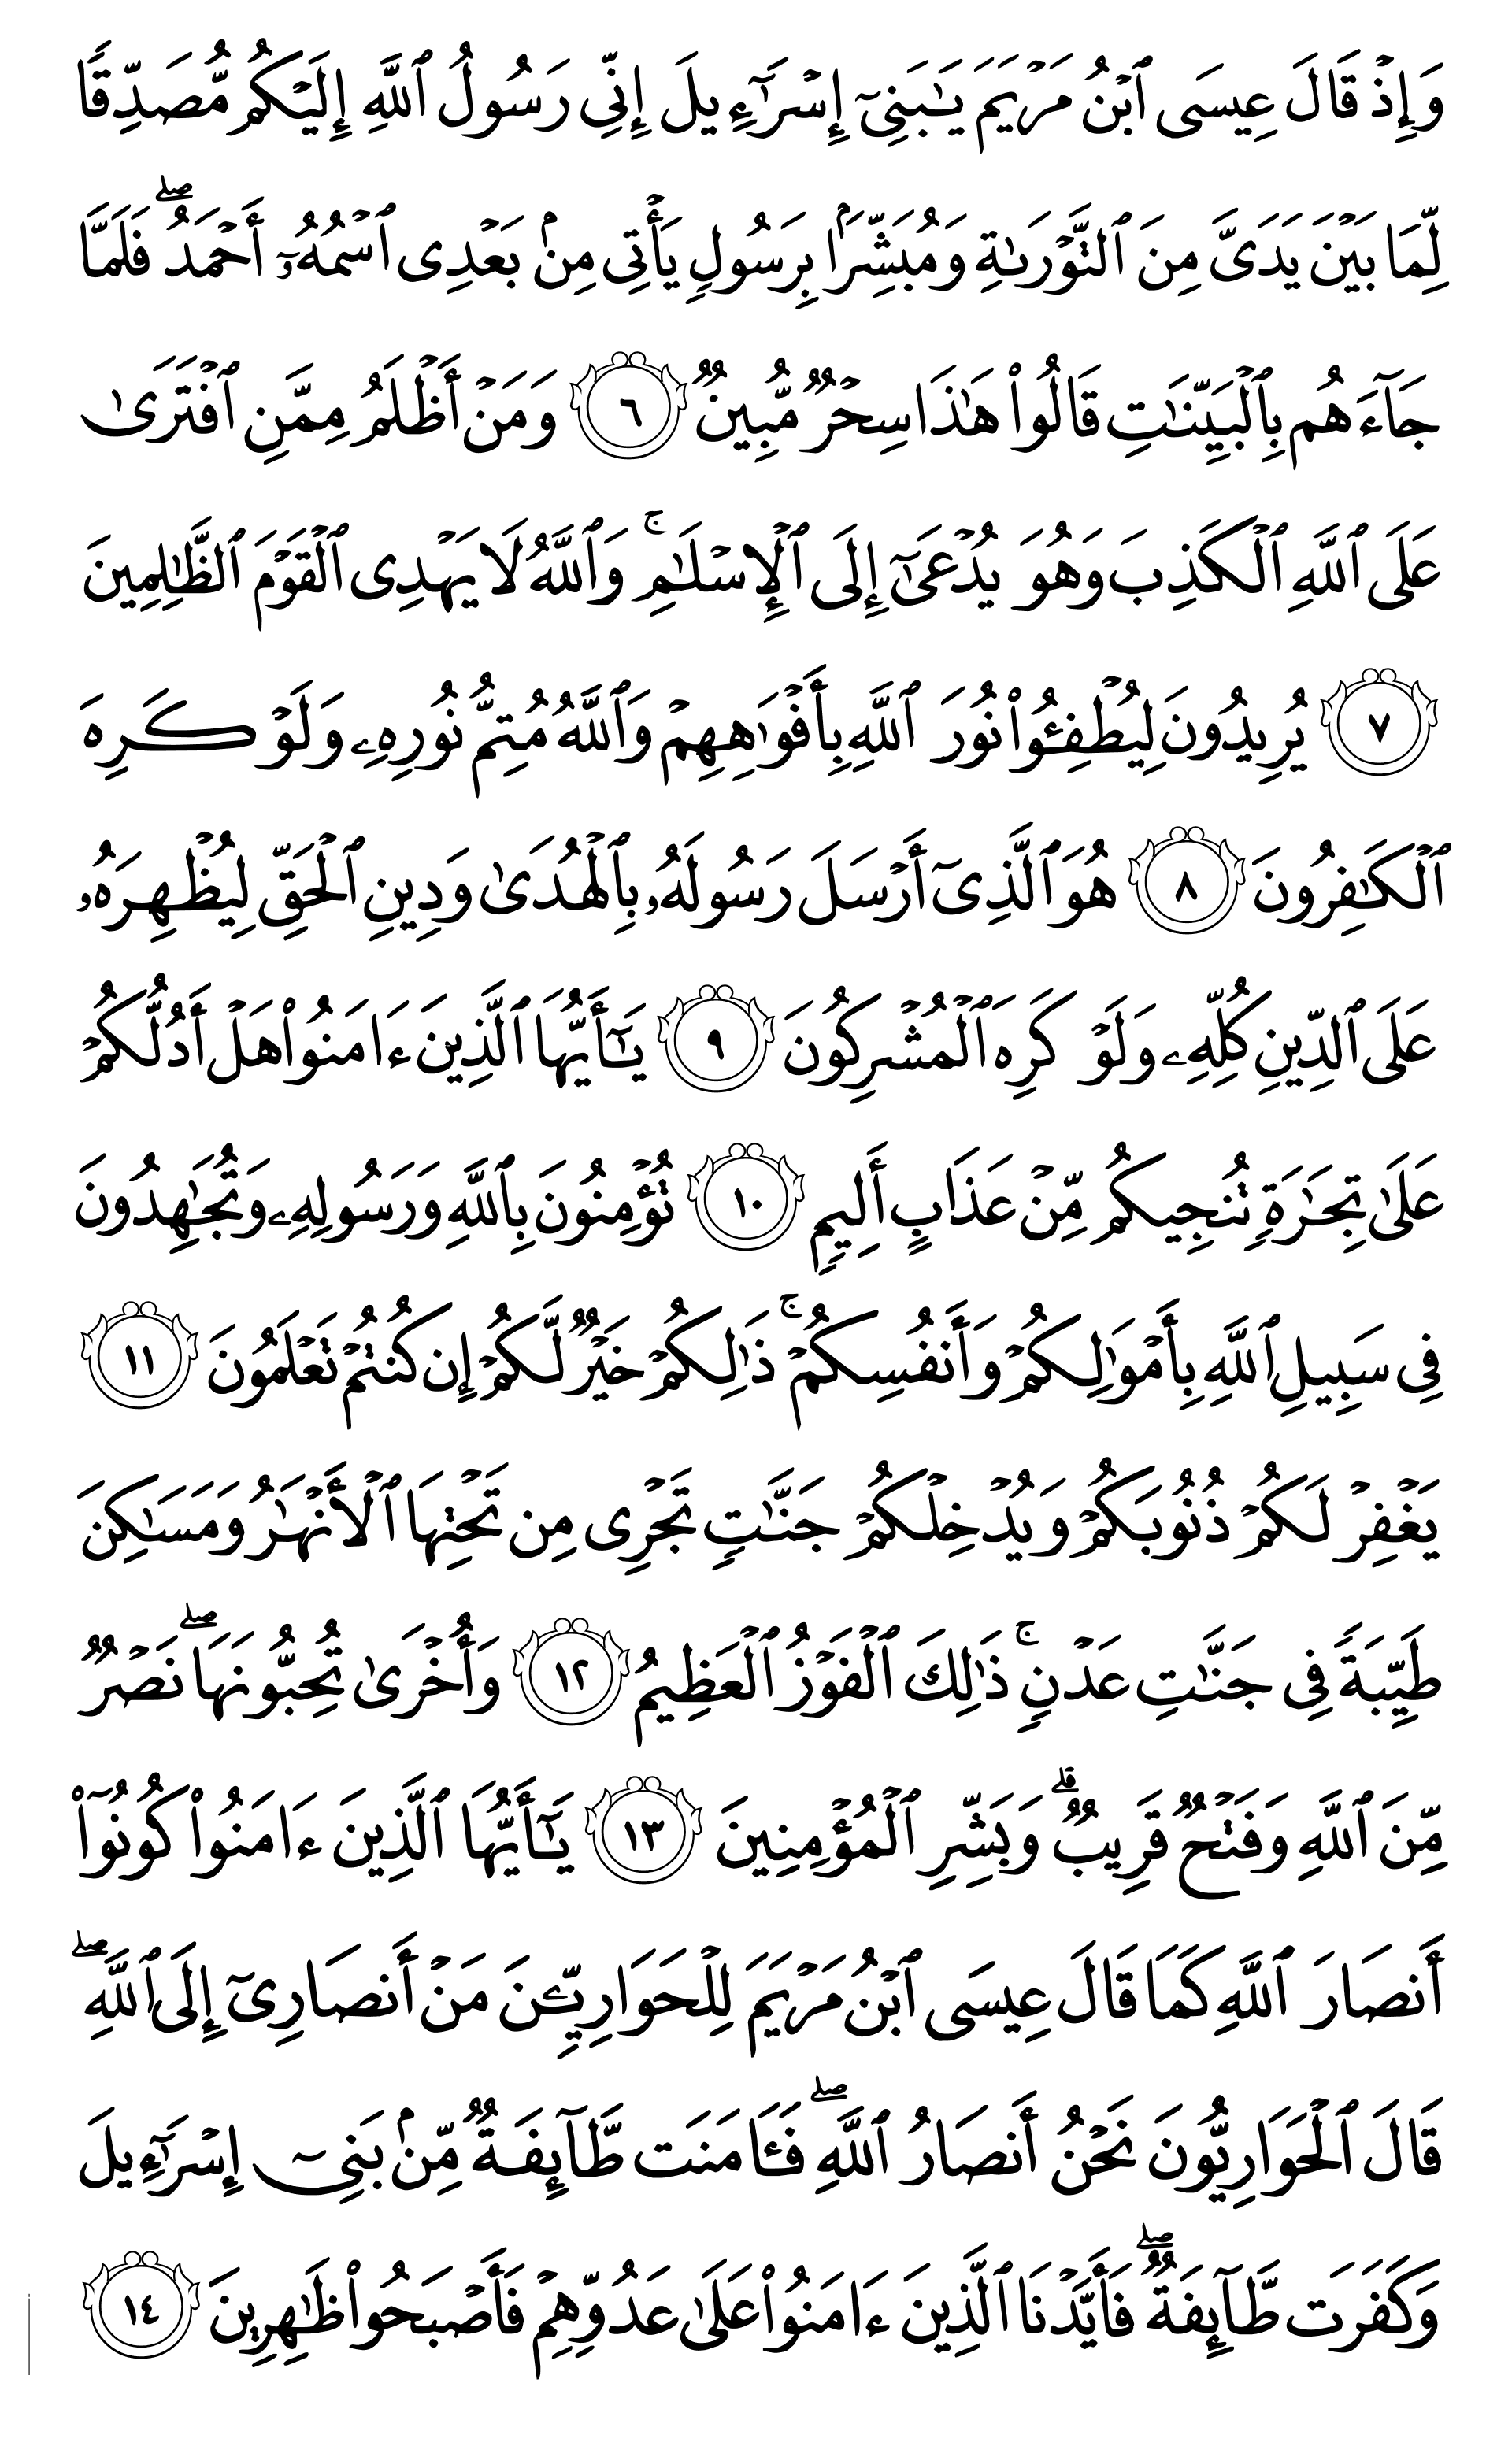 وَإِذْ قَالَ عِيسَى ٱبْنُ مَرْيَمَ يَـٰبَنِىٓ إِسْرَٰٓءِيلَ إِنِّى رَسُولُ ٱللَّهِ إِلَيْكُم مُّصَدِّقًا
لِّمَا بَيْنَ يَدَىَّ مِنَ ٱلتَّوْرَىٰةِ وَمُبَشِّرًۢا بِرَسُولٍ يَأْتِى مِنۢ بَعْدِى ٱسْمُهُۥٓ أَحْمَدُ ۖ فَلَمَّا
جَآءَهُم بِٱلْبَيِّنَـٰتِ قَالُوا۟ هَـٰذَا سِحْرٌ مُّبِينٌ ٦ وَمَنْ أَظْلَمُ مِمَّنِ ٱفْتَرَىٰ
عَلَى ٱللَّهِ ٱلْكَذِبَ وَهُوَ يُدْعَىٰٓ إِلَى ٱلْإِسْلَـٰمِ ۚ وَٱللَّهُ لَا يَهْدِى ٱلْقَوْمَ ٱلظَّـٰلِمِينَ
٧ يُرِيدُونَ لِيُطْفِـُٔوا۟ نُورَ ٱللَّهِ بِأَفْوَٰهِهِمْ وَٱللَّهُ مُتِمُّ نُورِهِۦ وَلَوْ كَرِهَ
ٱلْكَـٰفِرُونَ ٨ هُوَ ٱلَّذِىٓ أَرْسَلَ رَسُولَهُۥ بِٱلْهُدَىٰ وَدِينِ ٱلْحَقِّ لِيُظْهِرَهُۥ
عَلَى ٱلدِّينِ كُلِّهِۦ وَلَوْ كَرِهَ ٱلْمُشْرِكُونَ ٩ يَـٰٓأَيُّهَا ٱلَّذِينَ ءَامَنُوا۟ هَلْ أَدُلُّكُمْ
عَلَىٰ تِجَـٰرَةٍ تُنجِيكُم مِّنْ عَذَابٍ أَلِيمٍ ١٠ تُؤْمِنُونَ بِٱللَّهِ وَرَسُولِهِۦ وَتُجَـٰهِدُونَ
فِى سَبِيلِ ٱللَّهِ بِأَمْوَٰلِكُمْ وَأَنفُسِكُمْ ۚ ذَٰلِكُمْ خَيْرٌ لَّكُمْ إِن كُنتُمْ تَعْلَمُونَ ١١
يَغْفِرْ لَكُمْ ذُنُوبَكُمْ وَيُدْخِلْكُمْ جَنَّـٰتٍ تَجْرِى مِن تَحْتِهَا ٱلْأَنْهَـٰرُ وَمَسَـٰكِنَ
طَيِّبَةً فِى جَنَّـٰتِ عَدْنٍ ۚ ذَٰلِكَ ٱلْفَوْزُ ٱلْعَظِيمُ ١٢ وَأُخْرَىٰ تُحِبُّونَهَا ۖ نَصْرٌ
مِّنَ ٱللَّهِ وَفَتْحٌ قَرِيبٌ ۗ وَبَشِّرِ ٱلْمُؤْمِنِينَ ١٣ يَـٰٓأَيُّهَا ٱلَّذِينَ ءَامَنُوا۟ كُونُوٓا۟
أَنصَارَ ٱللَّهِ كَمَا قَالَ عِيسَى ٱبْنُ مَرْيَمَ لِلْحَوَارِيِّـۧنَ مَنْ أَنصَارِىٓ إِلَى ٱللَّهِ ۖ
قَالَ ٱلْحَوَارِيُّونَ نَحْنُ أَنصَارُ ٱللَّهِ ۖ فَـَٔامَنَت طَّآئِفَةٌ مِّنۢ بَنِىٓ إِسْرَٰٓءِيلَ
وَكَفَرَت طَّآئِفَةٌ ۖ فَأَيَّدْنَا ٱلَّذِينَ ءَامَنُوا۟ عَلَىٰ عَدُوِّهِمْ فَأَصْبَحُوا۟ ظَـٰهِرِينَ ١٤